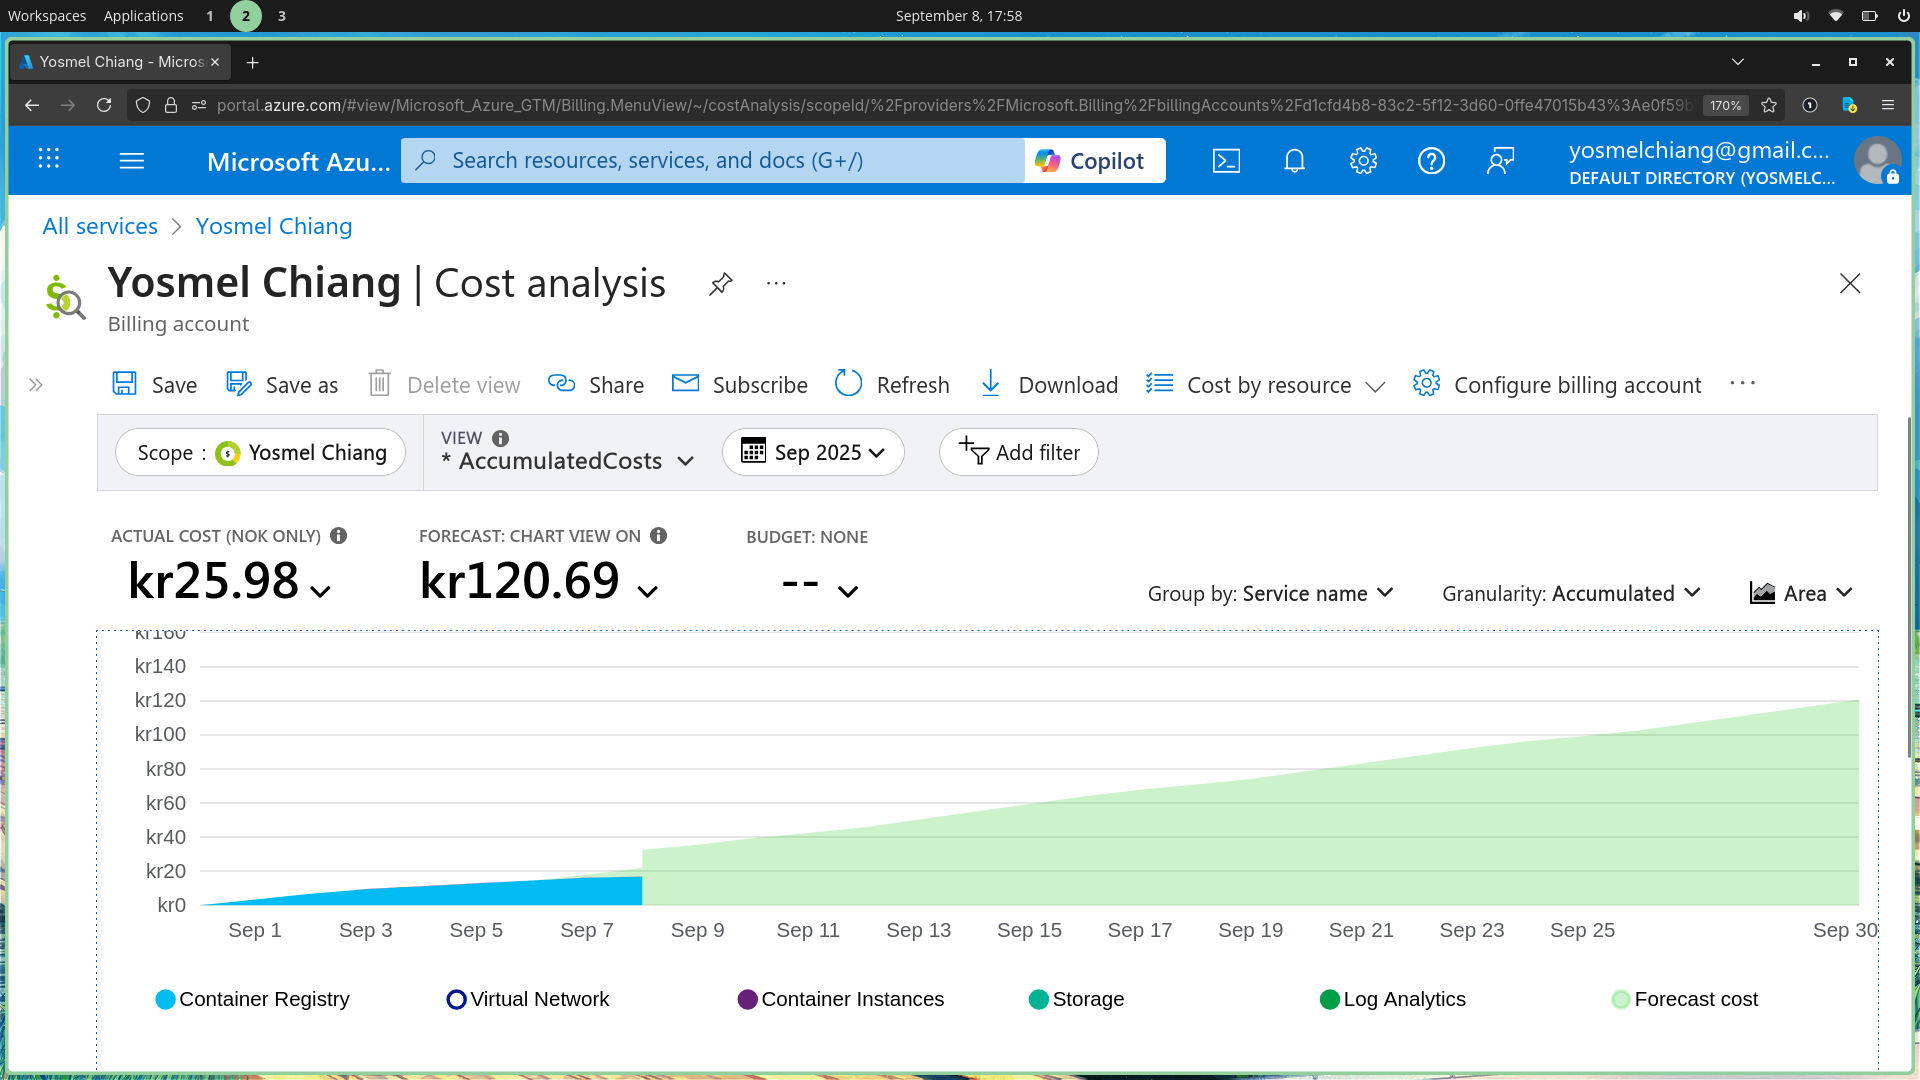 Workspaces Applications 1 2 3 September 8, 17:58
Yosmel Chiang - Micros
portal.azure.com/#view/Microsoft_Azure_GTM/Billing.MenuView/~/costAnalysis/scopeId/%2Fproviders%2FMicrosoft.Billing%2FbillingAccounts%2Fd1cfd4b8-83c2-5f12-3d60-0ffe47015b43%3Ae0f59b 170%
Microsoft Azu... Search resources, services, and docs (G+/) Copilot yosmelchiang@gmail.c...
DEFAULT DIRECTORY (YOSMELC...
All services > Yosmel Chiang
Yosmel Chiang | Cost analysis
Billing account
Save Save as Delete view Share Subscribe Refresh Download Cost by resource Configure billing account
Scope : Yosmel Chiang VIEW
* AccumulatedCosts Sep 2025 Add filter
ACTUAL COST (NOK ONLY) FORECAST: CHART VIEW ON BUDGET: NONE
kr25.98 kr120.69 --
Group by: Service name Granularity: Accumulated Area
kr160
kr140
kr120
kr100
kr80
kr60
kr40
kr20
kr0
Sep 1 Sep 3 Sep 5 Sep 7 Sep 9 Sep 11 Sep 13 Sep 15 Sep 17 Sep 19 Sep 21 Sep 23 Sep 25 Sep 30
Container Registry Virtual Network Container Instances Storage Log Analytics Forecast cost